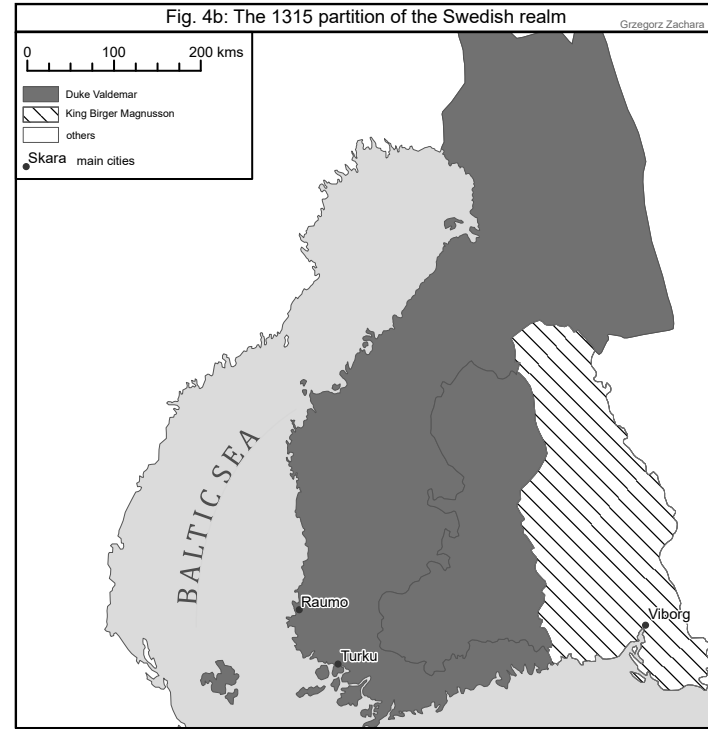 Fig. 4b: The 1315 partition of the Swedish realm
Grzegorz Zachara
0 100 200 kms
Duke Valdemar
King Birger Magnusson
others
Skara main cities
BALTIC SEA
Raumo
Viborg
Turku